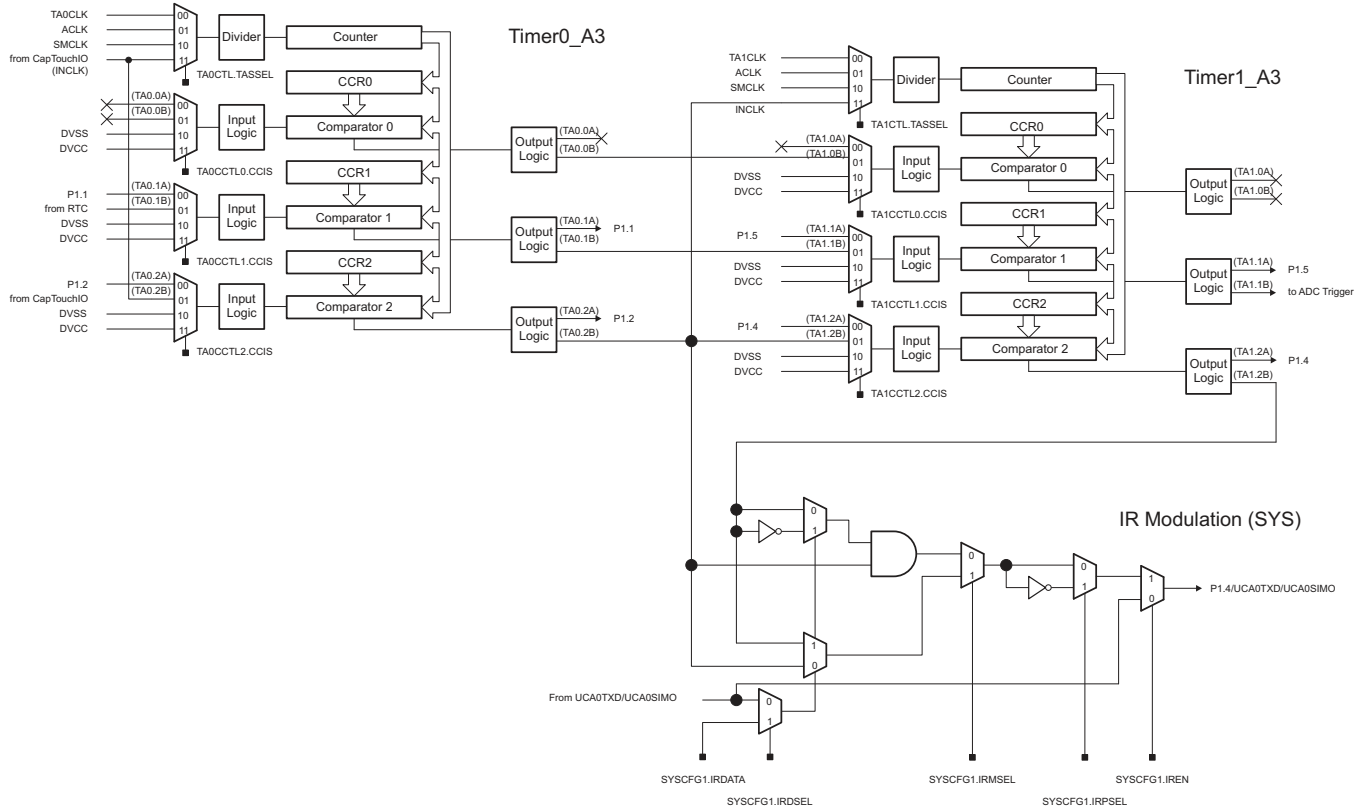 Timer0_A3
TA0CLK
ACLK
SMCLK
from CapTouchIO
(INCLK)
00
01
10
11
TA0CTL.TASSEL
Divider
Counter
(TA0.0A)
(TA0.0B)
DVSS
DVCC
00
01
10
11
TA0CCTL0.CCIS
Input
Logic
CCR0
Comparator 0
Output
Logic
(TA0.0A)
(TA0.0B)
P1.1
from RTC
DVSS
DVCC
(TA0.1A)
(TA0.1B)
00
01
10
11
TA0CCTL1.CCIS
Input
Logic
CCR1
Comparator 1
Output
Logic
(TA0.1A)
(TA0.1B)
P1.1
P1.2
from CapTouchIO
DVSS
DVCC
(TA0.2A)
(TA0.2B)
00
01
10
11
TA0CCTL2.CCIS
Input
Logic
CCR2
Comparator 2
Output
Logic
(TA0.2A)
(TA0.2B)
P1.2
Timer1_A3
TA1CLK
ACLK
SMCLK
INCLK
00
01
10
11
TA1CTL.TASSEL
Divider
Counter
(TA1.0A)
(TA1.0B)
DVSS
DVCC
00
01
10
11
TA1CCTL0.CCIS
Input
Logic
CCR0
Comparator 0
Output
Logic
(TA1.0A)
(TA1.0B)
P1.5
DVSS
DVCC
(TA1.1A)
(TA1.1B)
00
01
10
11
TA1CCTL1.CCIS
Input
Logic
CCR1
Comparator 1
Output
Logic
(TA1.1A)
(TA1.1B)
P1.5
to ADC Trigger
P1.4
DVSS
DVCC
(TA1.2A)
(TA1.2B)
00
01
10
11
TA1CCTL2.CCIS
Input
Logic
CCR2
Comparator 2
Output
Logic
(TA1.2A)
(TA1.2B)
P1.4
IR Modulation (SYS)
0
1
0
1
0
1
1
0
P1.4/UCA0TXD/UCA0SIMO
1
0
From UCA0TXD/UCA0SIMO
0
1
SYSCFG1.IRDATA
SYSCFG1.IRDSEL
SYSCFG1.IRMSEL
SYSCFG1.IRPSEL
SYSCFG1.IREN